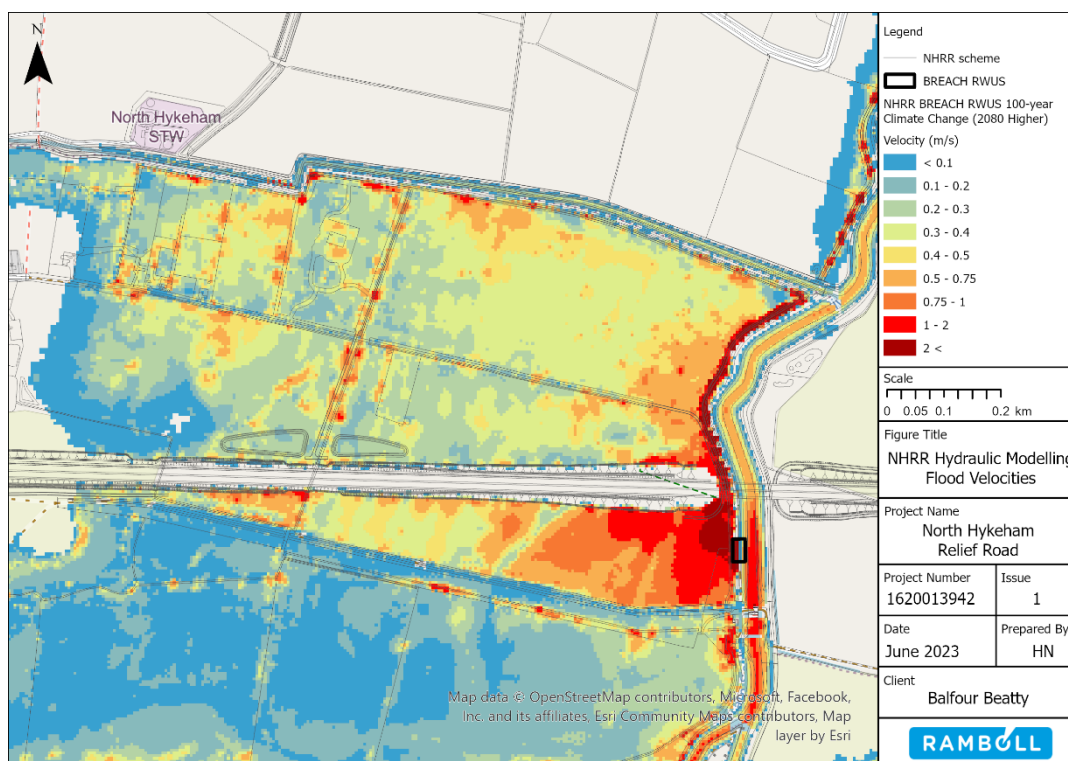 N
North Hykeham
STW
Map data © OpenStreetMap contributors, Microsoft, Facebook,
Inc. and its affiliates, Esri Community Maps contributors, Map
layer by Esri
Legend
NHRR scheme
BREACH RWUS
NHRR BREACH RWUS 100-year
Climate Change (2080 Higher)
Velocity (m/s)
< 0.1
0.1 - 0.2
0.2 - 0.3
0.3 - 0.4
0.4 - 0.5
0.5 - 0.75
0.75 - 1
1 - 2
2 <
Scale
0 0.05 0.1 0.2 km
Figure Title
NHRR Hydraulic Modelling
Flood Velocities
Project Name
North Hykeham
Relief Road
Project Number
1620013942
Issue
1
Date
June 2023
Prepared By
HN
Client
Balfour Beatty
RAMBOLL